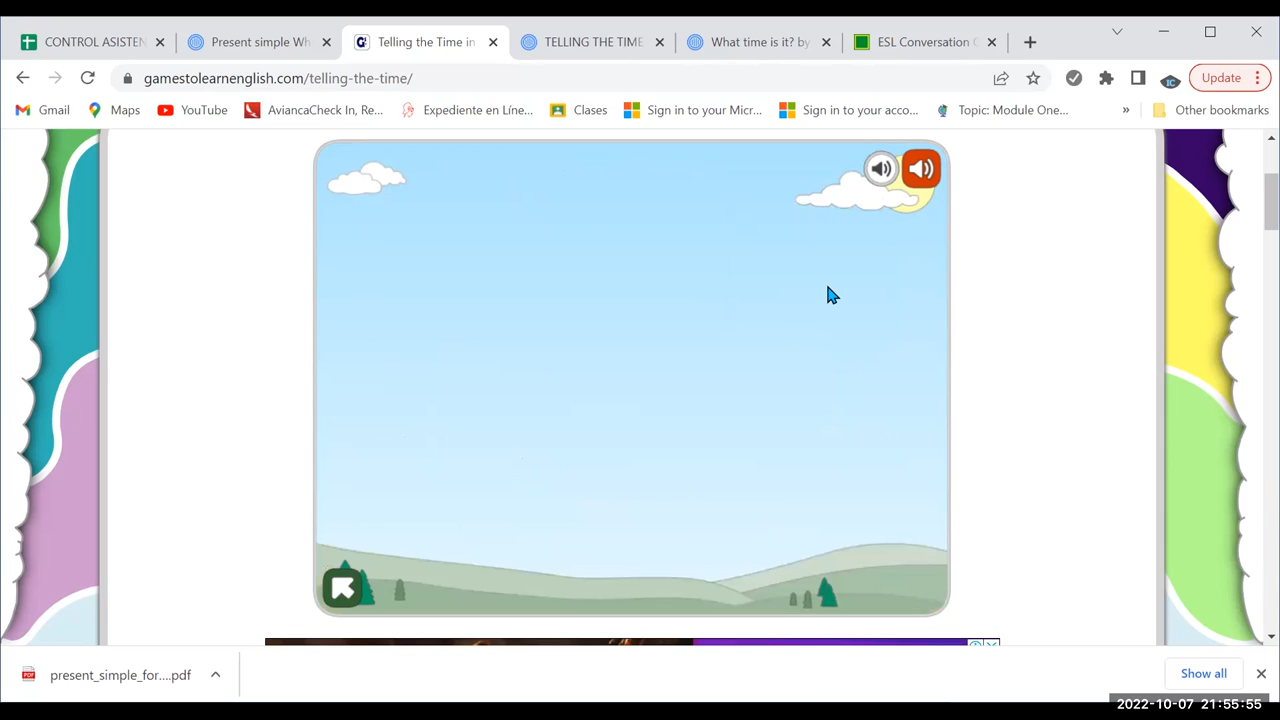 CONTROL ASISTEN
Present simple Wh
Telling the Time in
TELLING THE TIME
What time is it? by
ESL Conversation
gamestolearnenglish.com/telling-the-time/
Update
Gmail
Maps
YouTube
AviancaCheck In, Re...
Expediente en Líne...
Clases
Sign in to your Micr...
Sign in to your acco...
Topic: Module One...
»
Other bookmarks
present_simple_for....pdf
Show all
2022-10-07 21:55:55